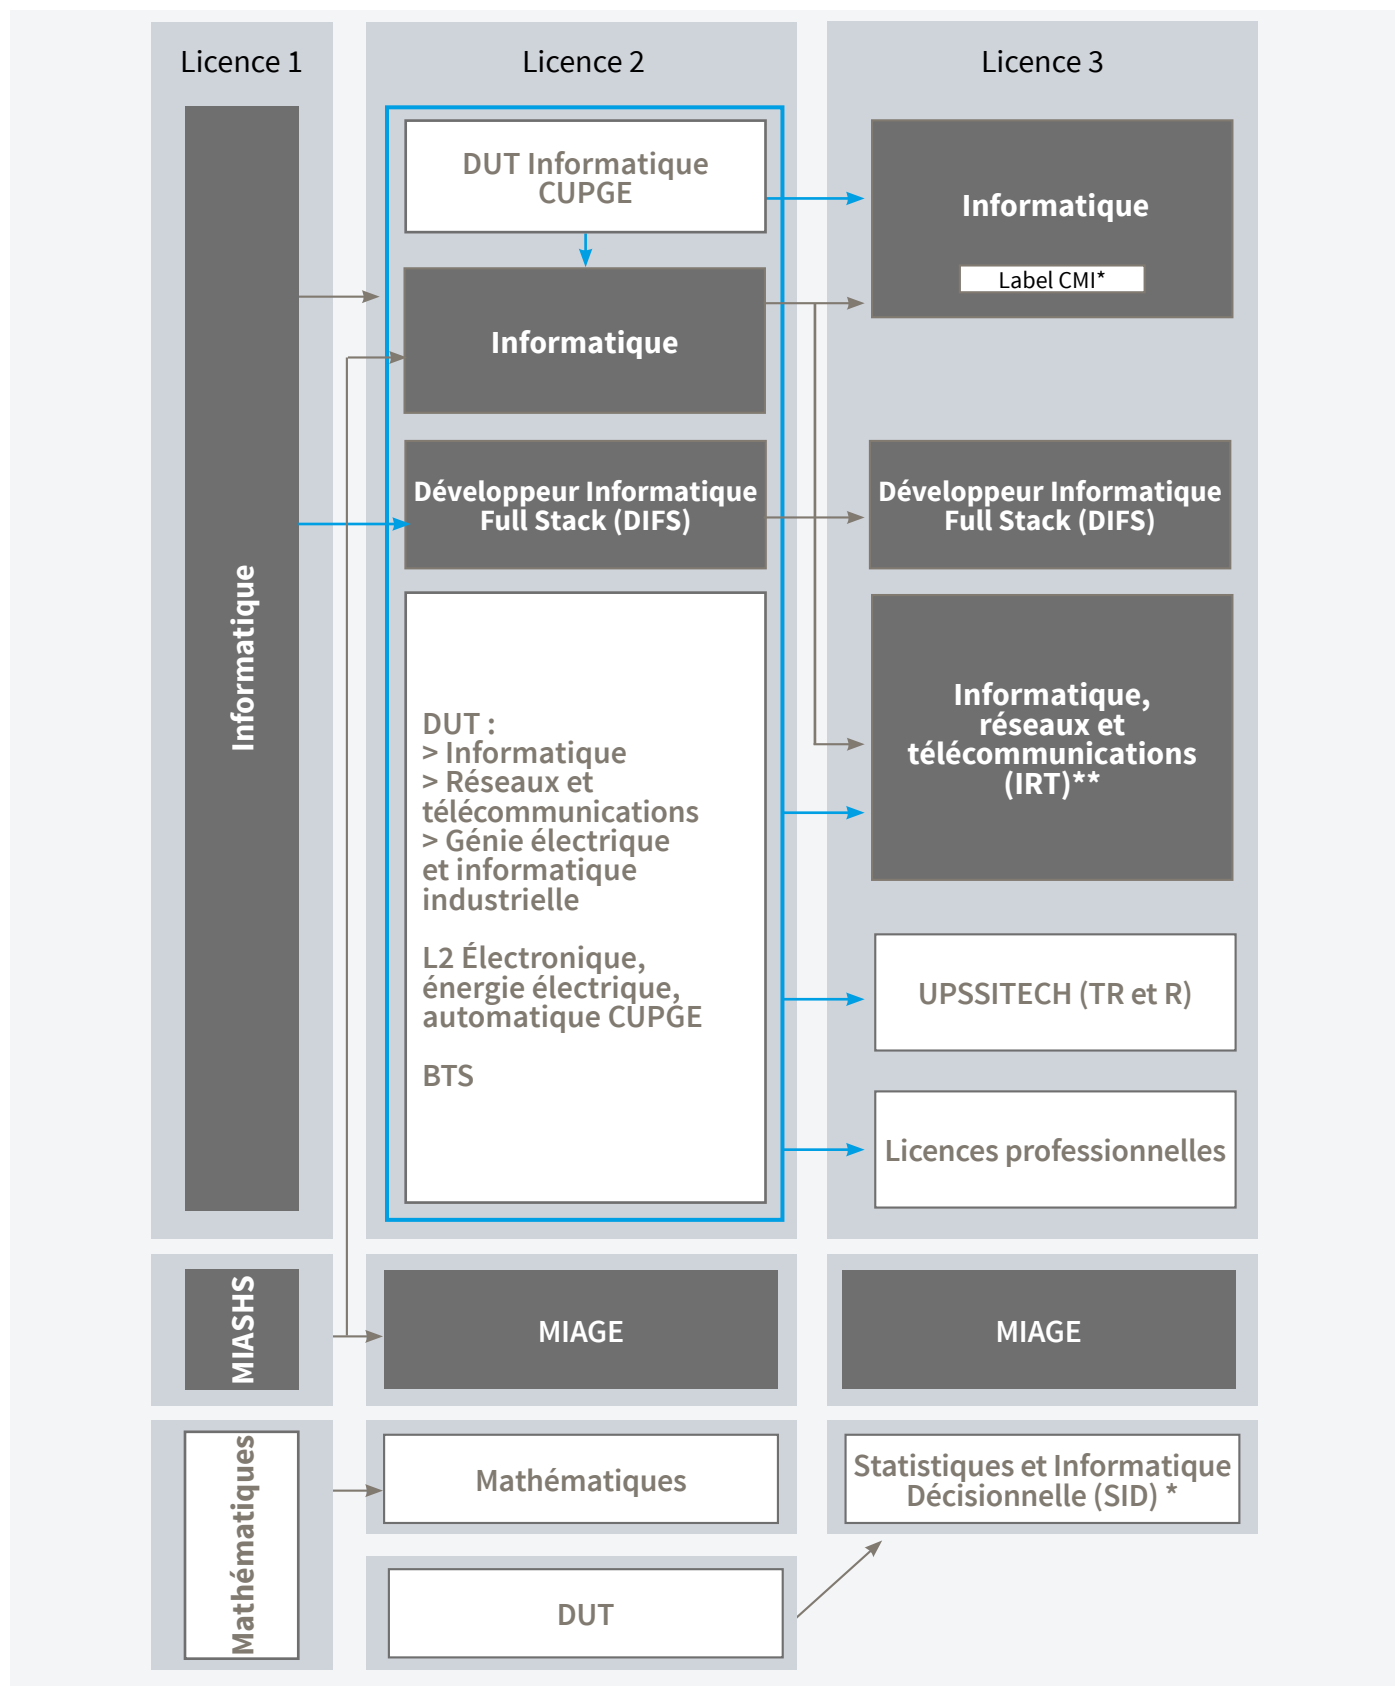 Licence 1
Licence 2
Licence 3
Informatique
DUT Informatique
CUPGE
Informatique
Label CMI*
Informatique
Développeur Informatique
Full Stack (DIFS)
Développeur Informatique
Full Stack (DIFS)
DUT :
> Informatique
> Réseaux et
télécommunications
> Génie électrique
et informatique
industrielle
L2 Électronique,
énergie électrique,
automatique CUPGE
BTS
Informatique,
réseaux et
télécommunications
(IRT)**
UPSSITECH (TR et R)
Licences professionnelles
MIASHS
MIAGE
MIAGE
Mathématiques
Mathématiques
Statistiques et Informatique
Décisionnelle (SID) *
DUT